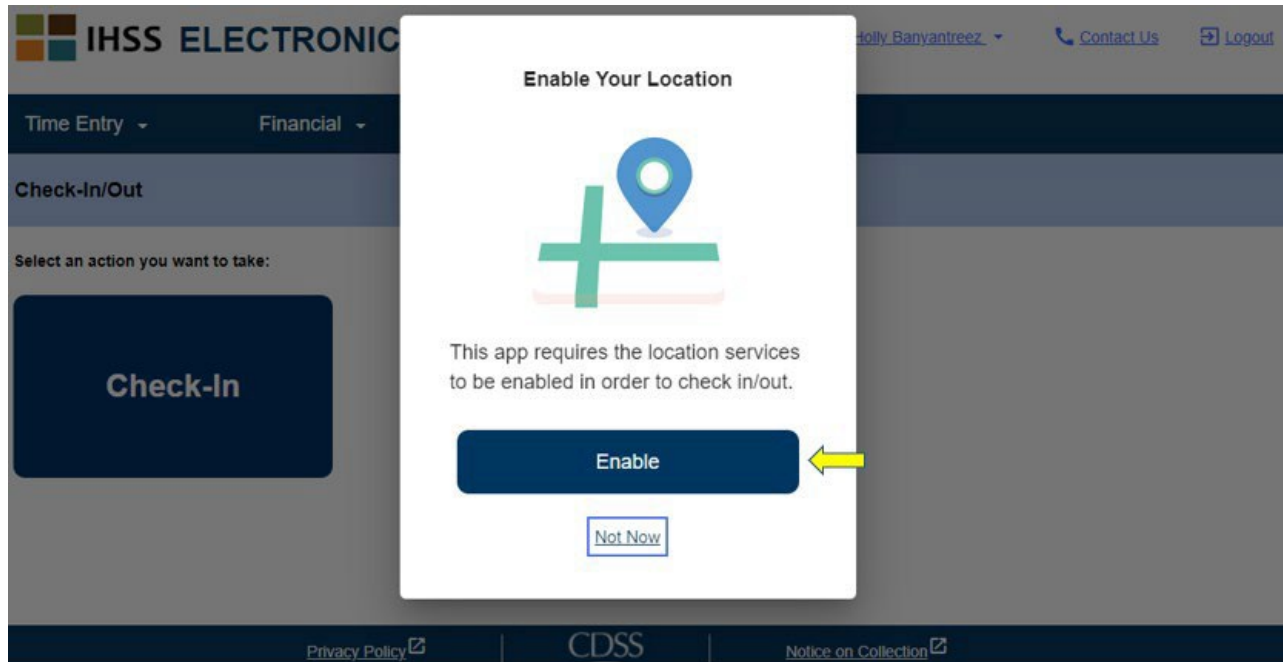 IHSS ELECTRONIC
Holly Banyantreez
Contact Us
Logout
Time Entry
Financial
Check-In/Out
Select an action you want to take:
Check-In
Enable Your Location
This app requires the location services
to be enabled in order to check in/out.
Enable
Not Now
Privacy Policy
CDSS
Notice on Collection